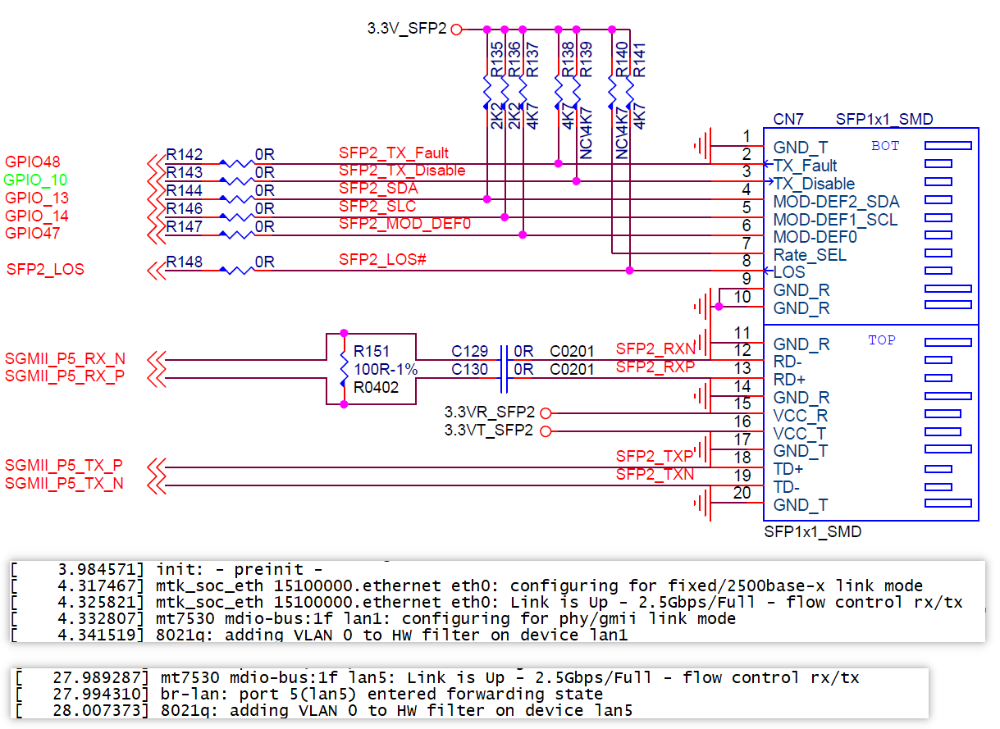 3.3V_SFP2
R135
R136
R137
R138
R139
R140
R141
2K2
2K2
4K7
4K7
NC\4K7
NC\4K7
4K7
CN7 SFP1x1_SMD
BOT
GPIO48 R142 0R SFP2_TX_Fault
GPIO_10 R143 0R SFP2_TX_Disable
GPIO_13 R144 0R SFP2_SDA
GPIO_14 R146 0R SFP2_SLC
GPIO47 R147 0R SFP2_MOD_DEF0
SFP2_LOS R148 0R SFP2_LOS#
1 GND_T
2 TX_Fault
3 TX_Disable
4 MOD-DEF2_SDA
5 MOD-DEF1_SCL
6 MOD-DEF0
7 Rate_SEL
8 LOS
9 GND_R
10 GND_R
TOP
11 GND_R
12 RD-
13 RD+
14 GND_R
15 VCC_R
16 VCC_T
17 GND_T
18 TD+
19 TD-
20 GND_T
SFP1x1_SMD
SGMII_P5_RX_N
SGMII_P5_RX_P
R151
100R-1%
R0402
C129 0R C0201 SFP2_RXN
C130 0R C0201 SFP2_RXP
3.3VR_SFP2
3.3VT_SFP2
SGMII_P5_TX_P SFP2_TXP
SGMII_P5_TX_N SFP2_TXN
[ 3.984571] init: - preinit -
[ 4.317467] mtk_soc_eth 15100000.ethernet eth0: configuring for fixed/2500base-x link mode
[ 4.325821] mtk_soc_eth 15100000.ethernet eth0: Link is Up - 2.5Gbps/Full - flow control rx/tx
[ 4.332807] mt7530 mdio-bus:1f lan1: configuring for phy/gmii link mode
[ 4.341519] 8021q: adding VLAN 0 to HW filter on device lan1
[ 27.989287] mt7530 mdio-bus:1f lan5: Link is Up - 2.5Gbps/Full - flow control rx/tx
[ 27.994310] br-lan: port 5(lan5) entered forwarding state
[ 28.007373] 8021q: adding VLAN 0 to HW filter on device lan5